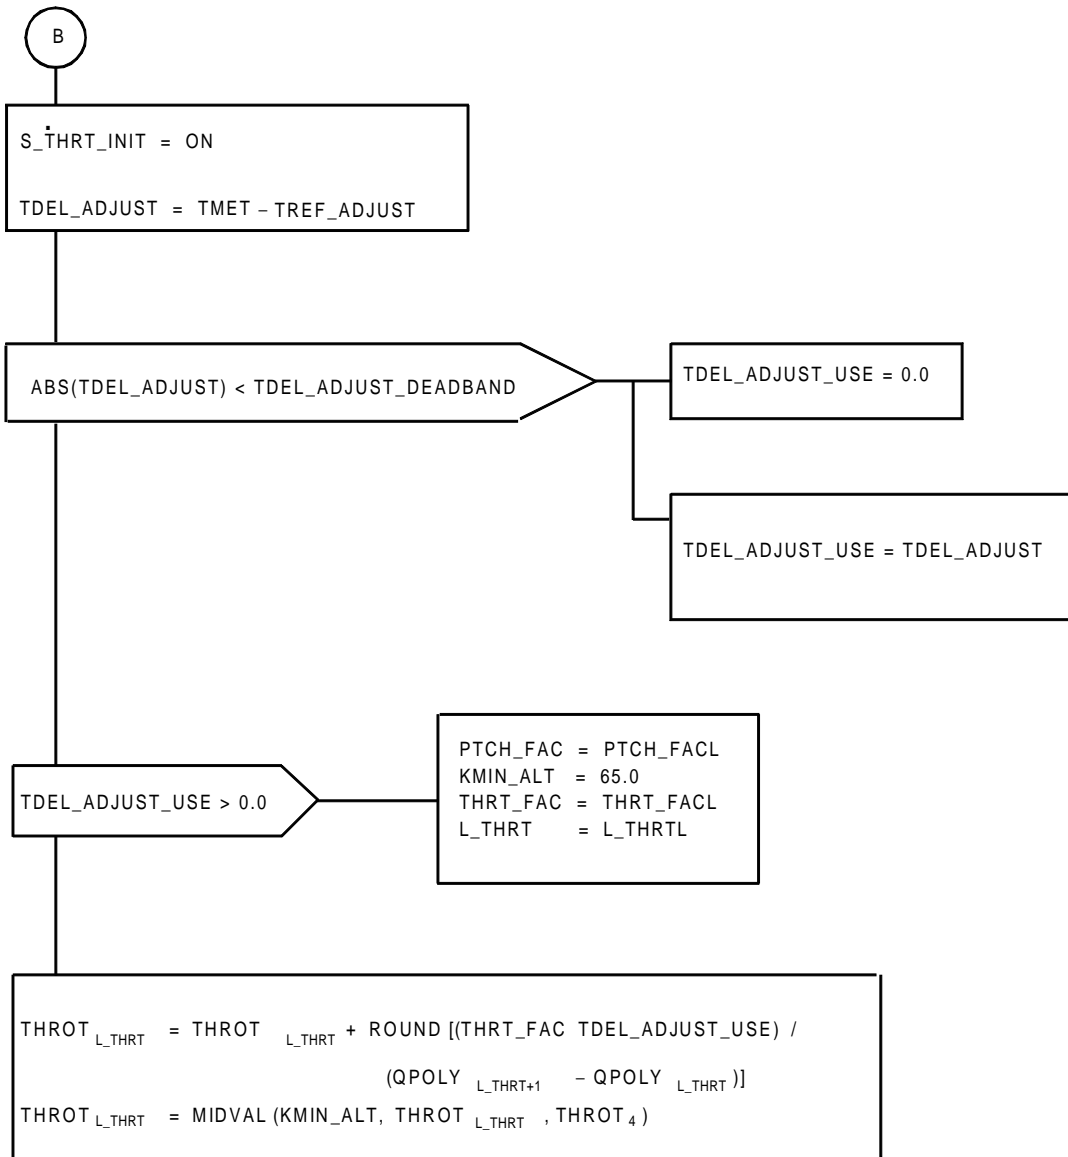 B
S_THRT_INIT = ON
TDEL_ADJUST = TMET – TREF_ADJUST
ABS(TDEL_ADJUST) < TDEL_ADJUST_DEADBAND
TDEL_ADJUST_USE = 0.0
TDEL_ADJUST_USE = TDEL_ADJUST
TDEL_ADJUST_USE > 0.0
PTCH_FAC = PTCH_FACL
KMIN_ALT = 65.0
THRT_FAC = THRT_FACL
L_THRT = L_THRTL
THROT L_THRT = THROT L_THRT + ROUND [(THRT_FAC TDEL_ADJUST_USE) /
(QPOLY L_THRT+1 – QPOLY L_THRT )]
THROT L_THRT = MIDVAL (KMIN_ALT, THROT L_THRT , THROT 4 )